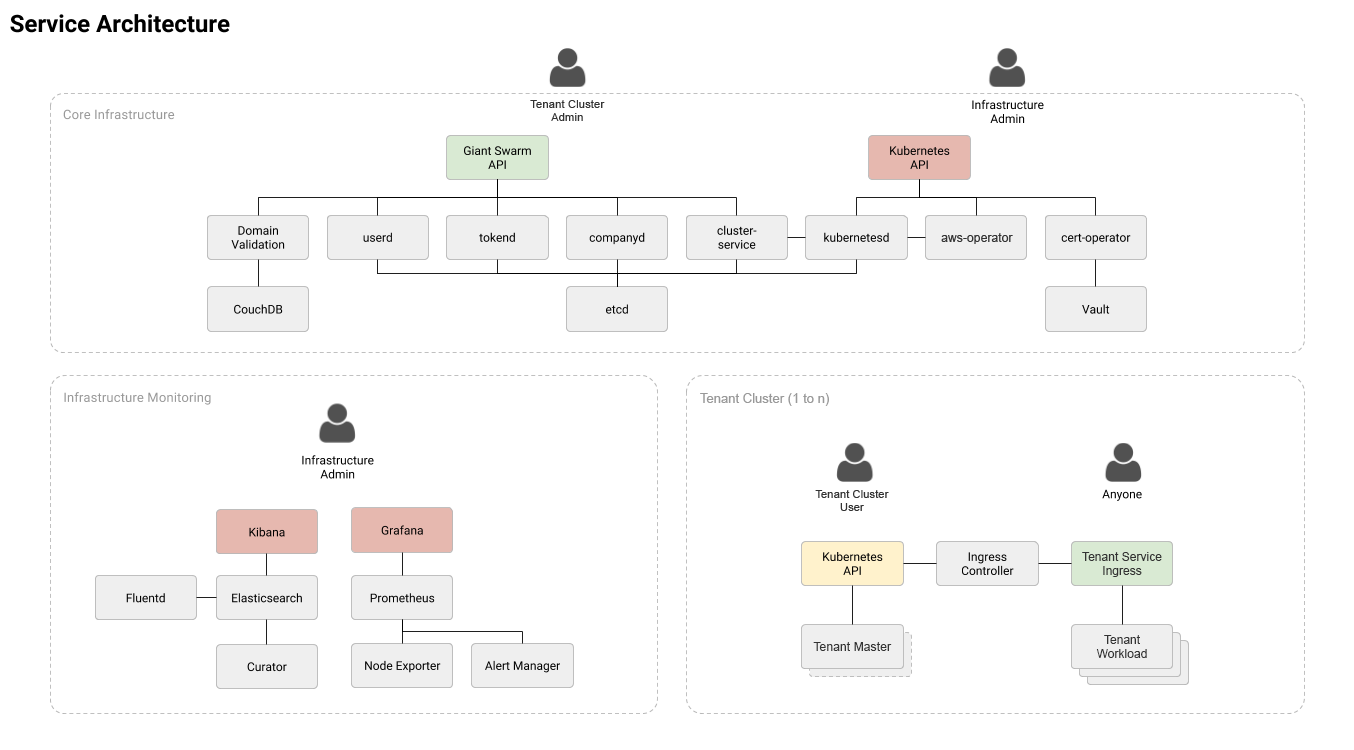 Service Architecture
Tenant Cluster
Admin
Infrastructure
Admin
Core Infrastructure
Giant Swarm
API
Kubernetes
API
Domain
Validation
userd
tokend
companyd
cluster-
service
kubernetesd
aws-operator
cert-operator
CouchDB
etcd
Vault
Infrastructure Monitoring
Infrastructure
Admin
Kibana
Grafana
Fluentd
Elasticsearch
Prometheus
Curator
Node Exporter
Alert Manager
Tenant Cluster (1 to n)
Tenant Cluster
User
Anyone
Kubernetes
API
Ingress
Controller
Tenant Service
Ingress
Tenant Master
Tenant
Workload